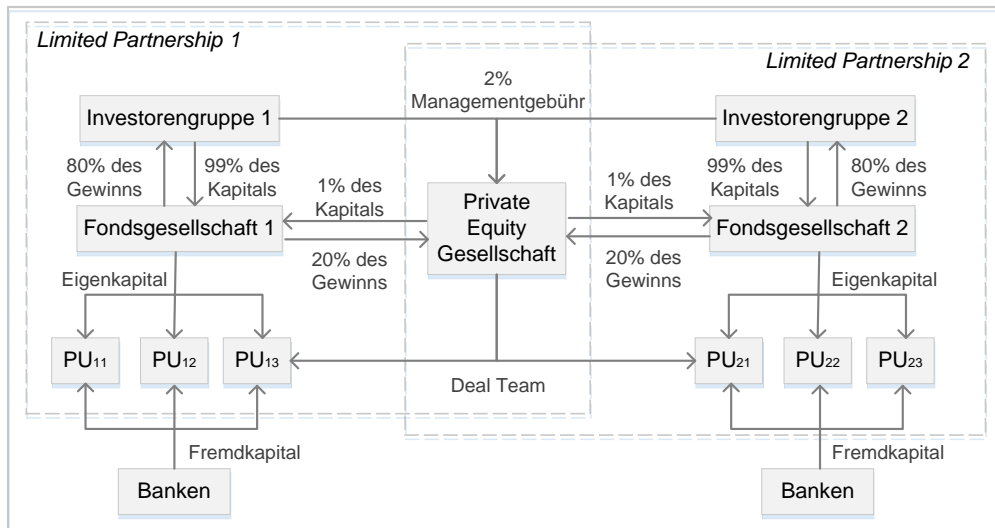 Limited Partnership 1
Limited Partnership 2
2%
Managementgebühr
Investorengruppe 1
Investorengruppe 2
80% des
Gewinns
99% des
Kapitals
99% des
Kapitals
80% des
Gewinns
1% des
Kapitals
Private
Equity
Gesellschaft
1% des
Kapitals
Fondsgesellschaft 1
Fondsgesellschaft 2
20% des
Gewinns
20% des
Gewinns
Eigenkapital
Eigenkapital
PU11
PU12
PU13
PU21
PU22
PU23
Deal Team
Fremdkapital
Fremdkapital
Banken
Banken